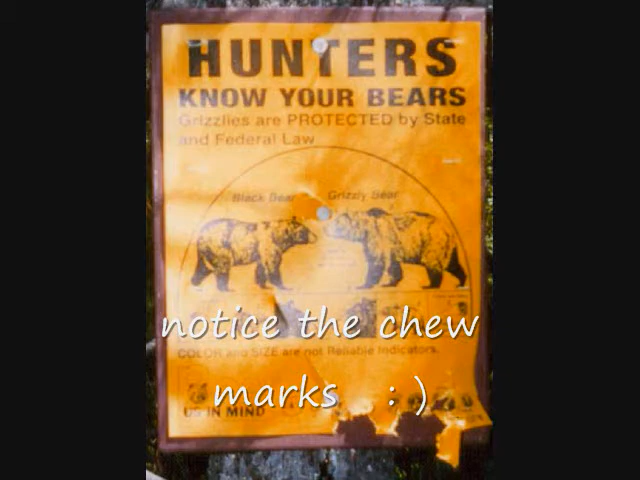 HUNTERS
KNOW YOUR BEARS
Grizzlies are PROTECTED by State
and Federal Law
Black Bear Grizzly Bear
notice the chew
COLOR and SIZE are not Reliable Indicators.
marks : )
US IN MIND